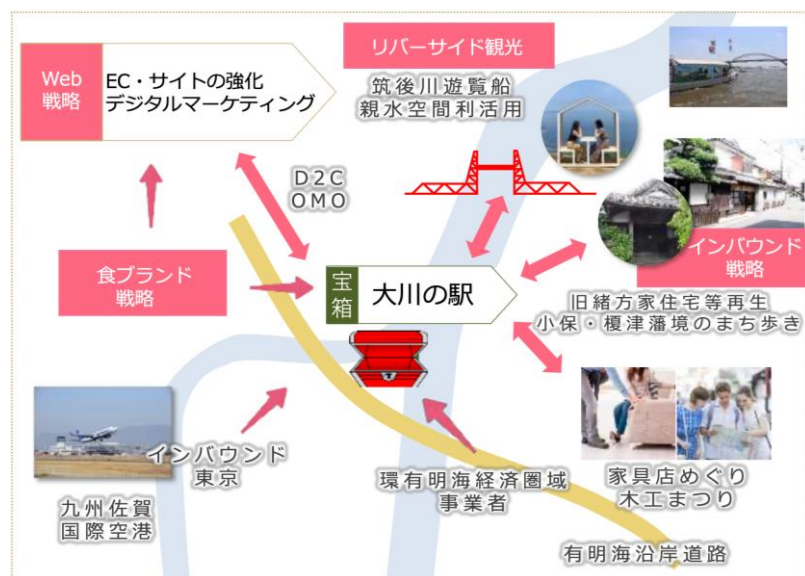 Web
戦略
EC・サイトの強化
デジタルマーケティング
リバーサイド観光
筑後川遊覧船
親水空間利活用
D2C
OMO
食ブランド
戦略
宝箱
大川の駅
インバウンド
戦略
旧緒方家住宅等再生
小保・榎津藩境のまち歩き
インバウンド
東京
九州佐賀
国際空港
環有明海経済圏域
事業者
家具店めぐり
木工まつり
有明海沿岸道路